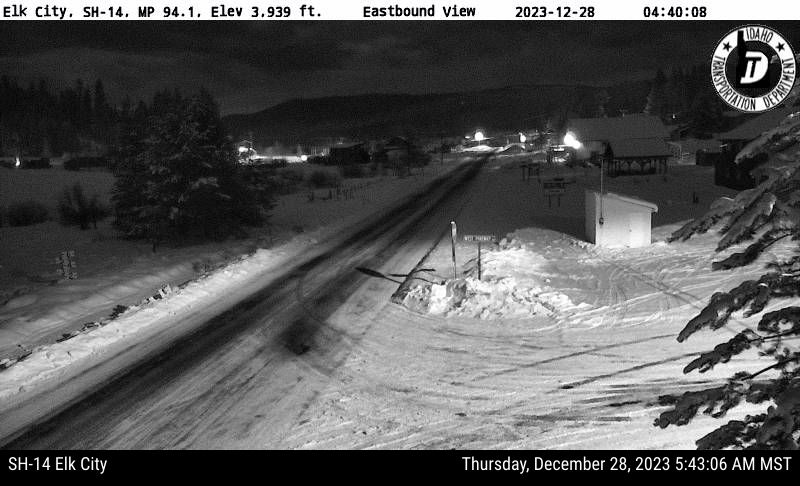 Elk City, SH-14, MP 94.1, Elev 3,939 ft. Eastbound View 2023-12-28 04:40:08
IDAHO
TRANSPORTATION DEPARTMENT
SH-14 Elk City Thursday, December 28, 2023 5:43:06 AM MST